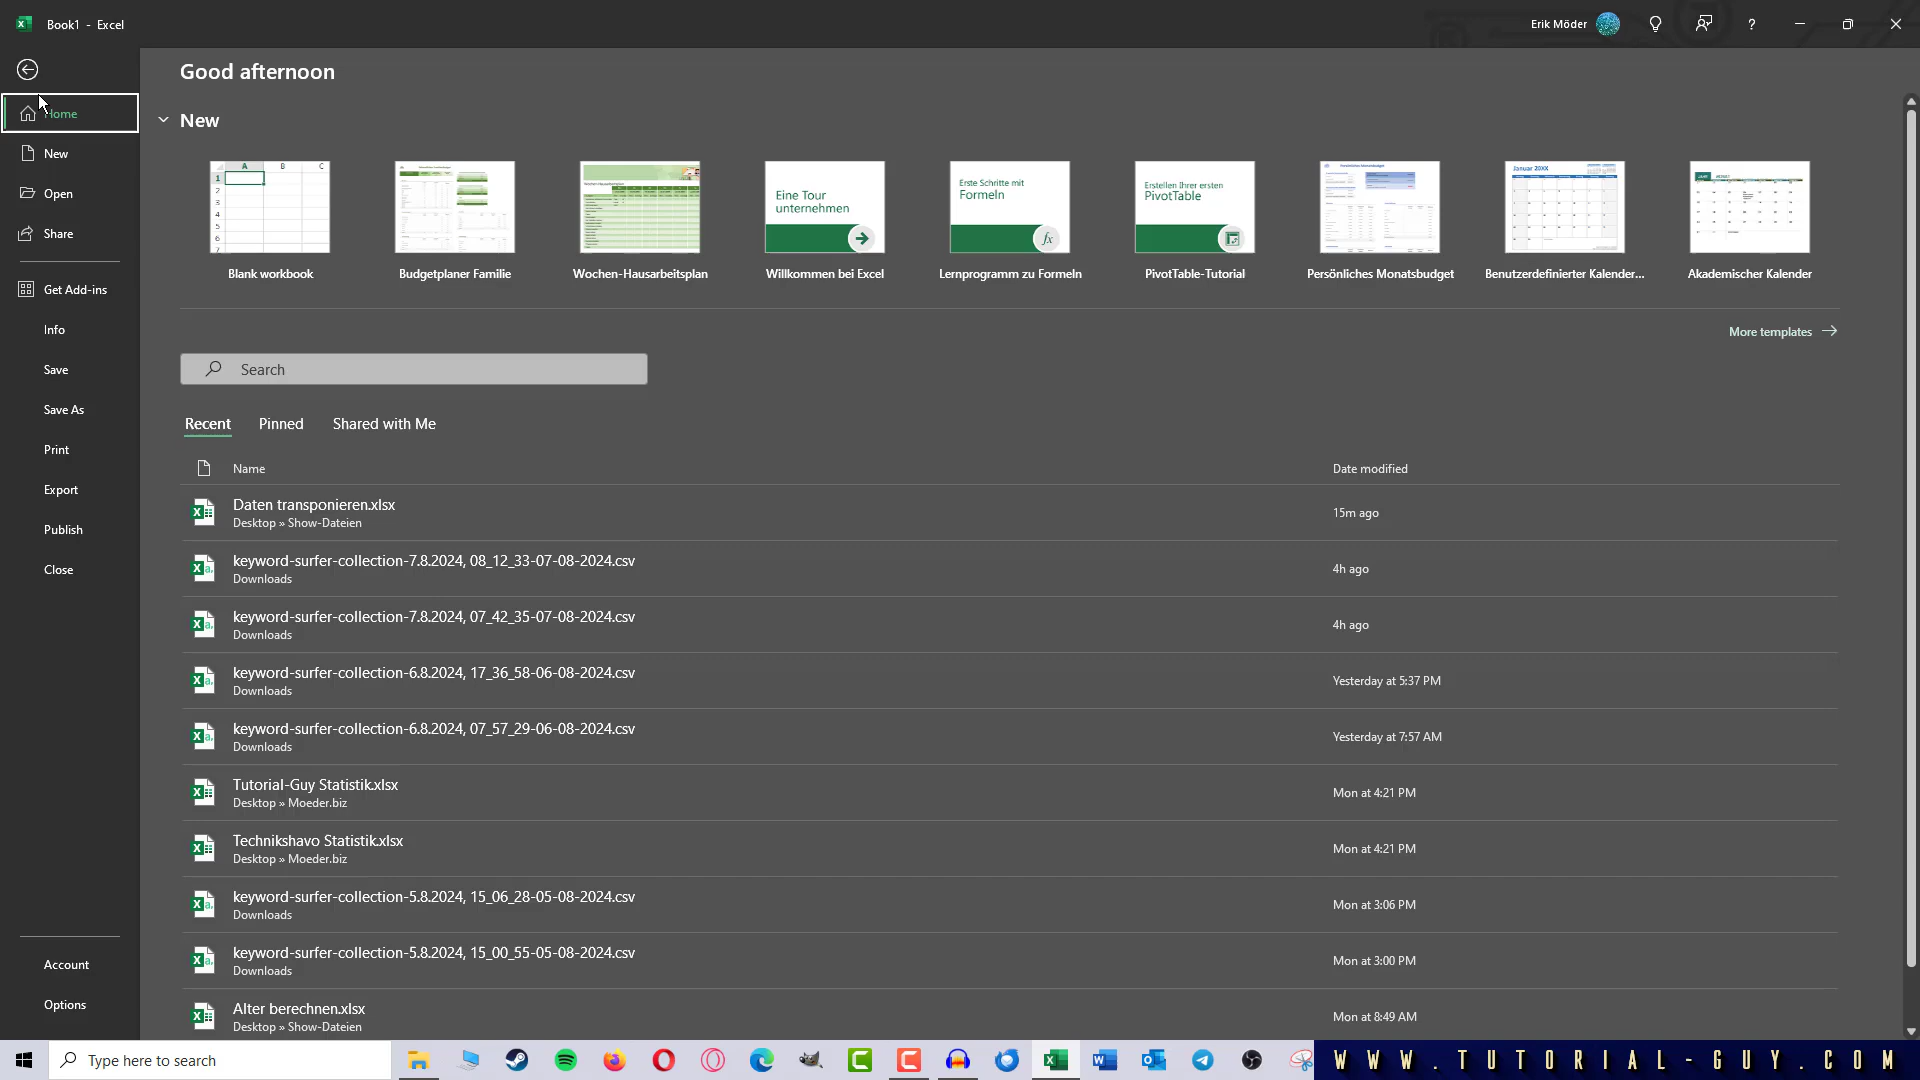 Book1 - Excel
Erik Möder
Good afternoon
Home
New
Open
Share
Get Add-ins
Info
Save
Save As
Print
Export
Publish
Close
Account
Options
New
A B C
1
2
3
4
5
6
7
Eine Tour
unternehmen
Erste Schritte mit
Formeln
fx
Erstellen Ihrer ersten
PivotTable
Januar 20XX
Blank workbook
Budgetplaner Familie
Wochen-Hausarbeitsplan
Willkommen bei Excel
Lernprogramm zu Formeln
PivotTable-Tutorial
Persönliches Monatsbudget
Benutzerdefinierter Kalender...
Akademischer Kalender
More templates
Search
Recent Pinned Shared with Me
Name Date modified
Daten transponieren.xlsx
Desktop » Show-Dateien
15m ago
keyword-surfer-collection-7.8.2024, 08_12_33-07-08-2024.csv
Downloads
4h ago
keyword-surfer-collection-7.8.2024, 07_42_35-07-08-2024.csv
Downloads
4h ago
keyword-surfer-collection-6.8.2024, 17_36_58-06-08-2024.csv
Downloads
Yesterday at 5:37 PM
keyword-surfer-collection-6.8.2024, 07_57_29-06-08-2024.csv
Downloads
Yesterday at 7:57 AM
Tutorial-Guy Statistik.xlsx
Desktop » Moeder.biz
Mon at 4:21 PM
Technikshavo Statistik.xlsx
Desktop » Moeder.biz
Mon at 4:21 PM
keyword-surfer-collection-5.8.2024, 15_06_28-05-08-2024.csv
Downloads
Mon at 3:06 PM
keyword-surfer-collection-5.8.2024, 15_00_55-05-08-2024.csv
Downloads
Mon at 3:00 PM
Alter berechnen.xlsx
Desktop » Show-Dateien
Mon at 8:49 AM
Type here to search
WWW.TUTORIAL-GUY.COM